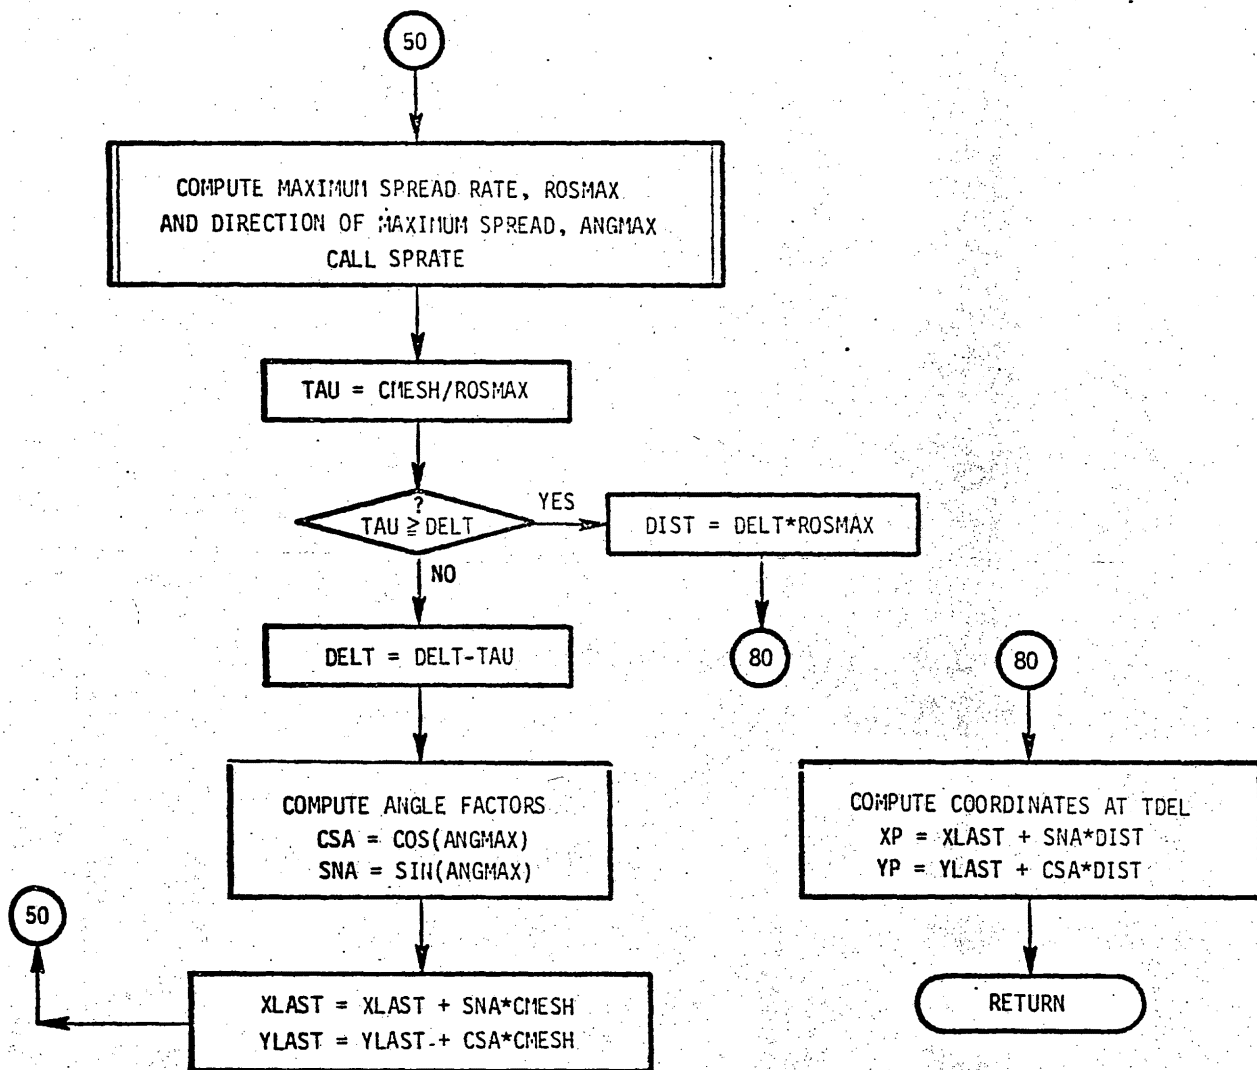 50
COMPUTE MAXIMUM SPREAD RATE, ROSMAX
AND DIRECTION OF MAXIMUM SPREAD, ANGMAX
CALL SPRATE
TAU = CMESH/ROSMAX
?
TAU ≧ DELT
YES
DIST = DELT*ROSMAX
NO
80
DELT = DELT-TAU
COMPUTE ANGLE FACTORS
CSA = COS(ANGMAX)
SNA = SIN(ANGMAX)
50
XLAST = XLAST + SNA*CMESH
YLAST = YLAST + CSA*CMESH
80
COMPUTE COORDINATES AT TDEL
XP = XLAST + SNA*DIST
YP = YLAST + CSA*DIST
RETURN